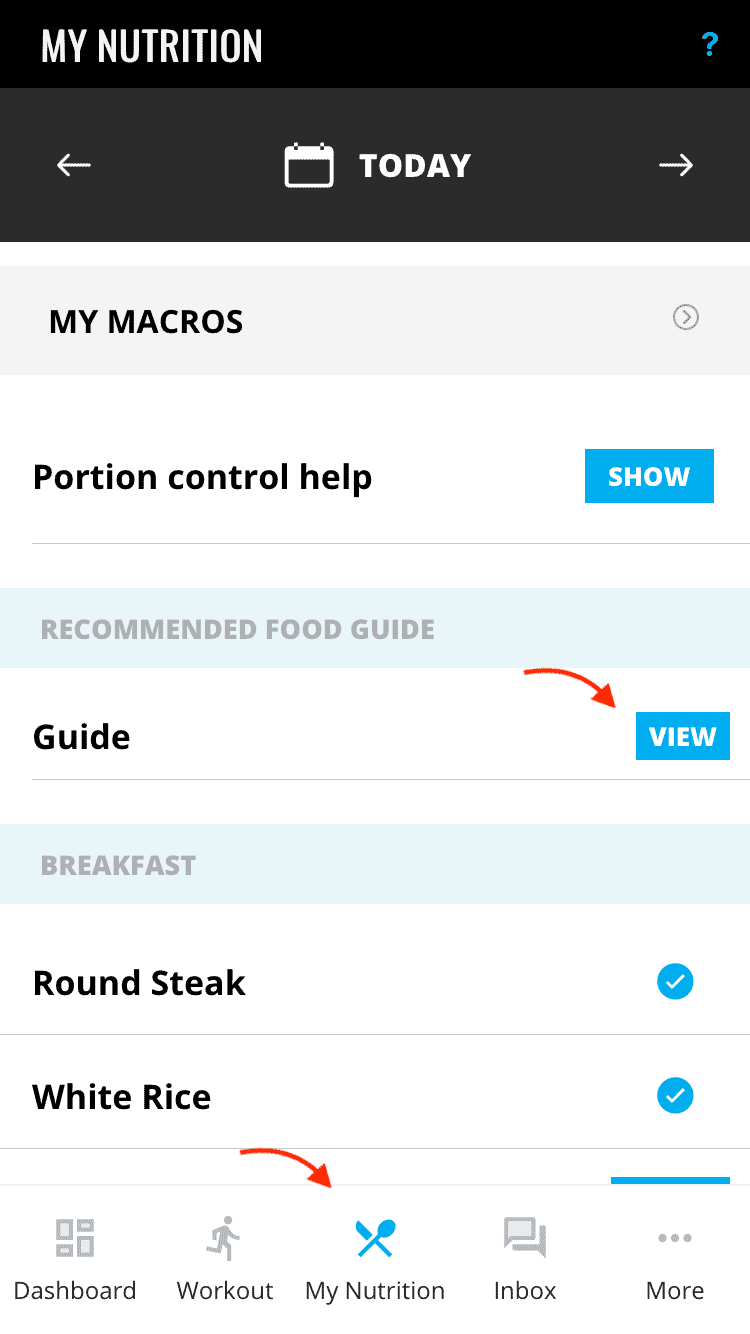 MY NUTRITION ?
TODAY
MY MACROS
Portion control help SHOW
RECOMMENDED FOOD GUIDE
Guide VIEW
BREAKFAST
Round Steak
White Rice
Dashboard Workout My Nutrition Inbox More